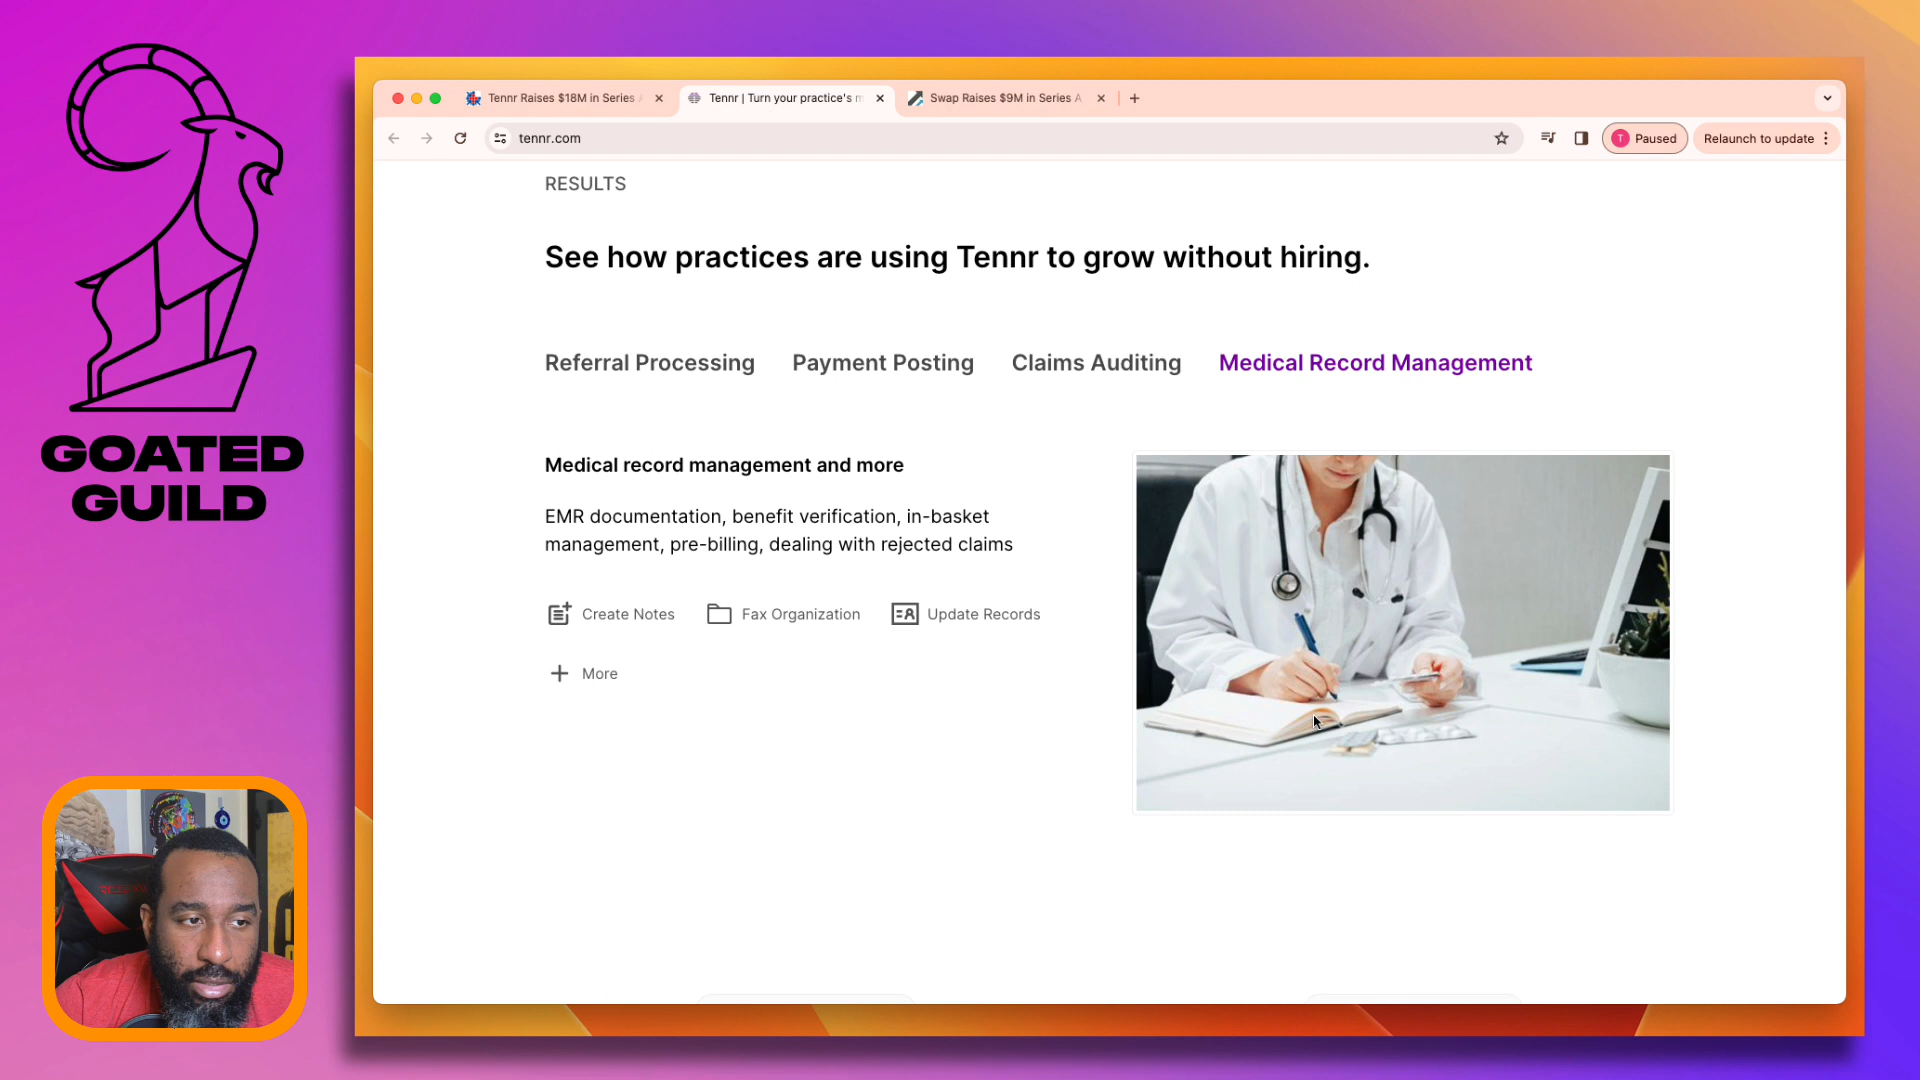 GOATED
GUILD
Tennr Raises $18M in Series
Tennr | Turn your practice's
Swap Raises $9M in Series A
tennr.com
T
Paused
Relaunch to update
RESULTS
See how practices are using Tennr to grow without hiring.
Referral Processing
Payment Posting
Claims Auditing
Medical Record Management
Medical record management and more
EMR documentation, benefit verification, in-basket
management, pre-billing, dealing with rejected claims
Create Notes
Fax Organization
Update Records
More